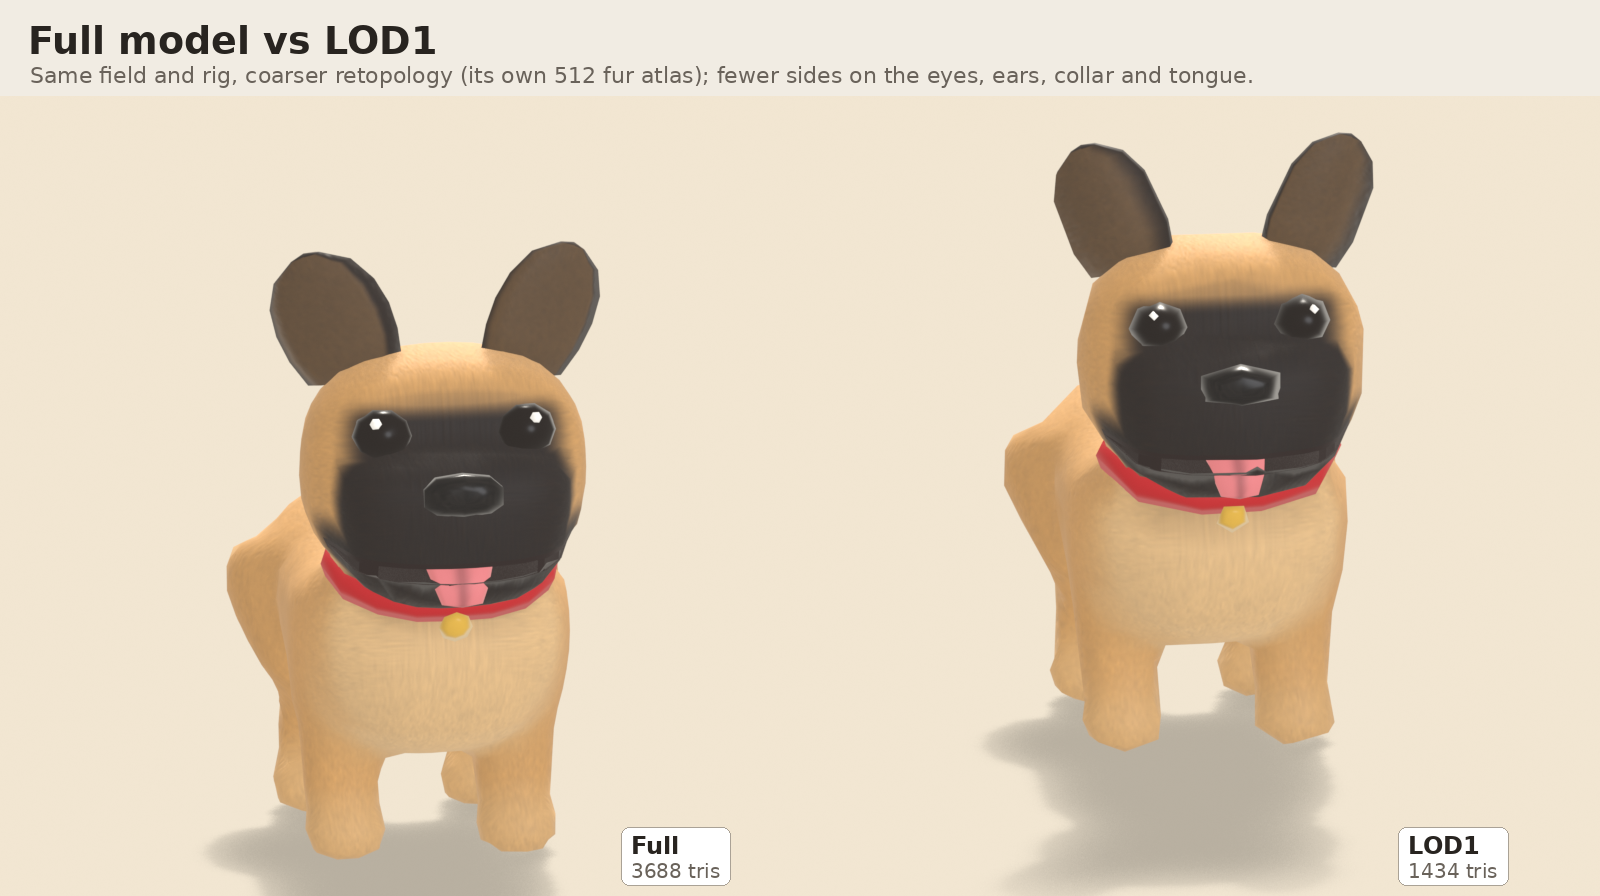 Full model vs LOD1
Same field and rig, coarser retopology (its own 512 fur atlas); fewer sides on the eyes, ears, collar and tongue.
Full
3688 tris
LOD1
1434 tris